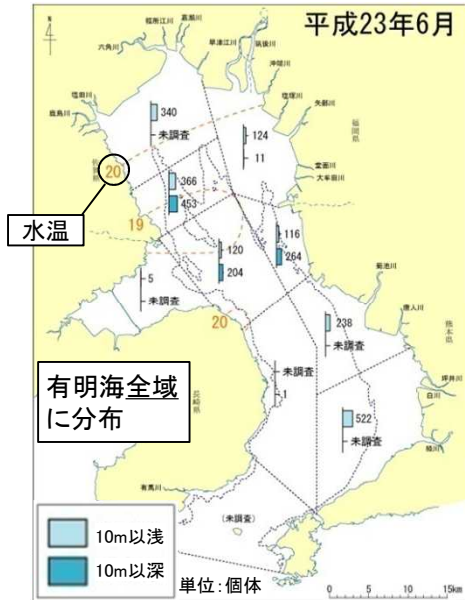 平成23年6月
N
塩田川
鹿島川
六角川
福所江川
嘉瀬川
早津江川
筑後川
沖端川
塩塚川
矢部川
堂面川
大牟田川
福岡県
佐賀県
340
未調査
124
11
20
366
453
水温
19
116
264
120
204
菊池川
5
未調査
20
238
未調査
唐人川
熊本県
坪井川
白川
緑川
未調査
1
522
未調査
有明海全域
に分布
長崎県
有馬川
(未調査)
10m以浅
10m以深
単位:個体
0 5 10 15km